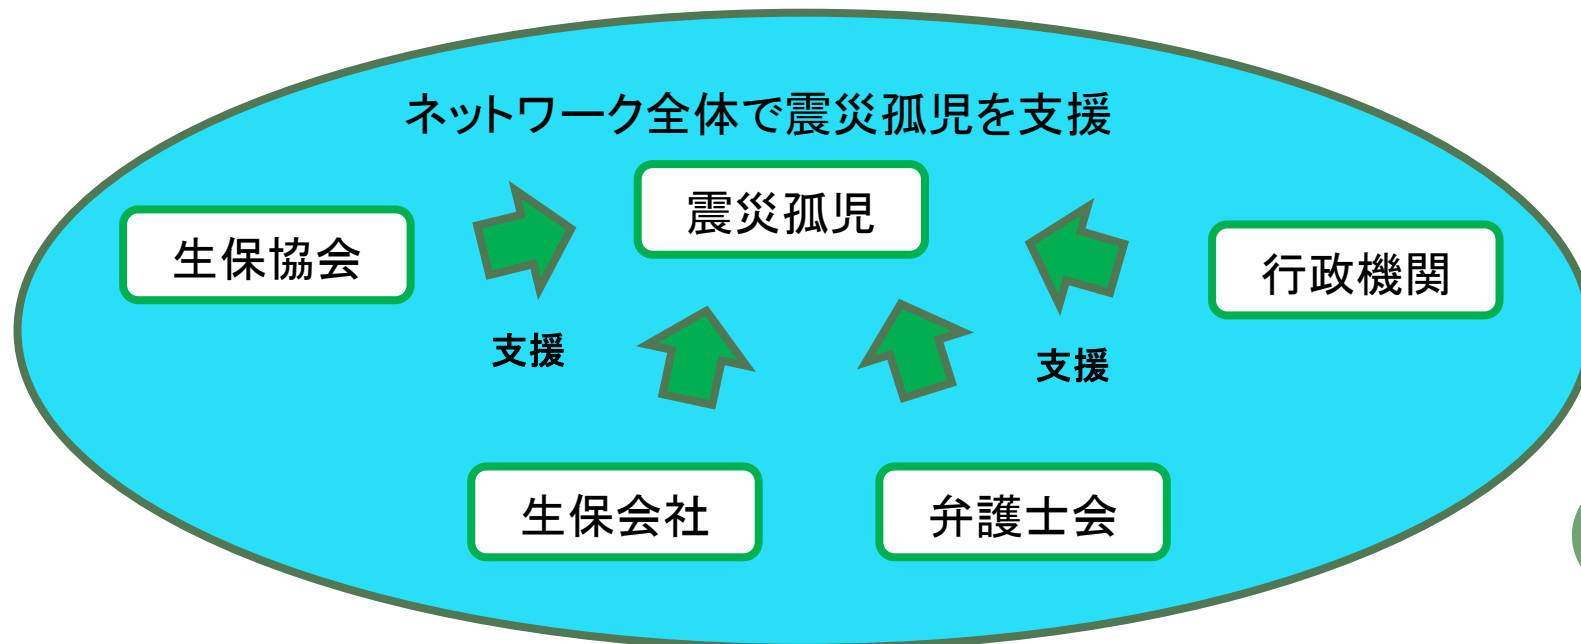 ネットワーク全体で震災孤児を支援
震災孤児
生保協会
行政機関
支援
支援
生保会社
弁護士会